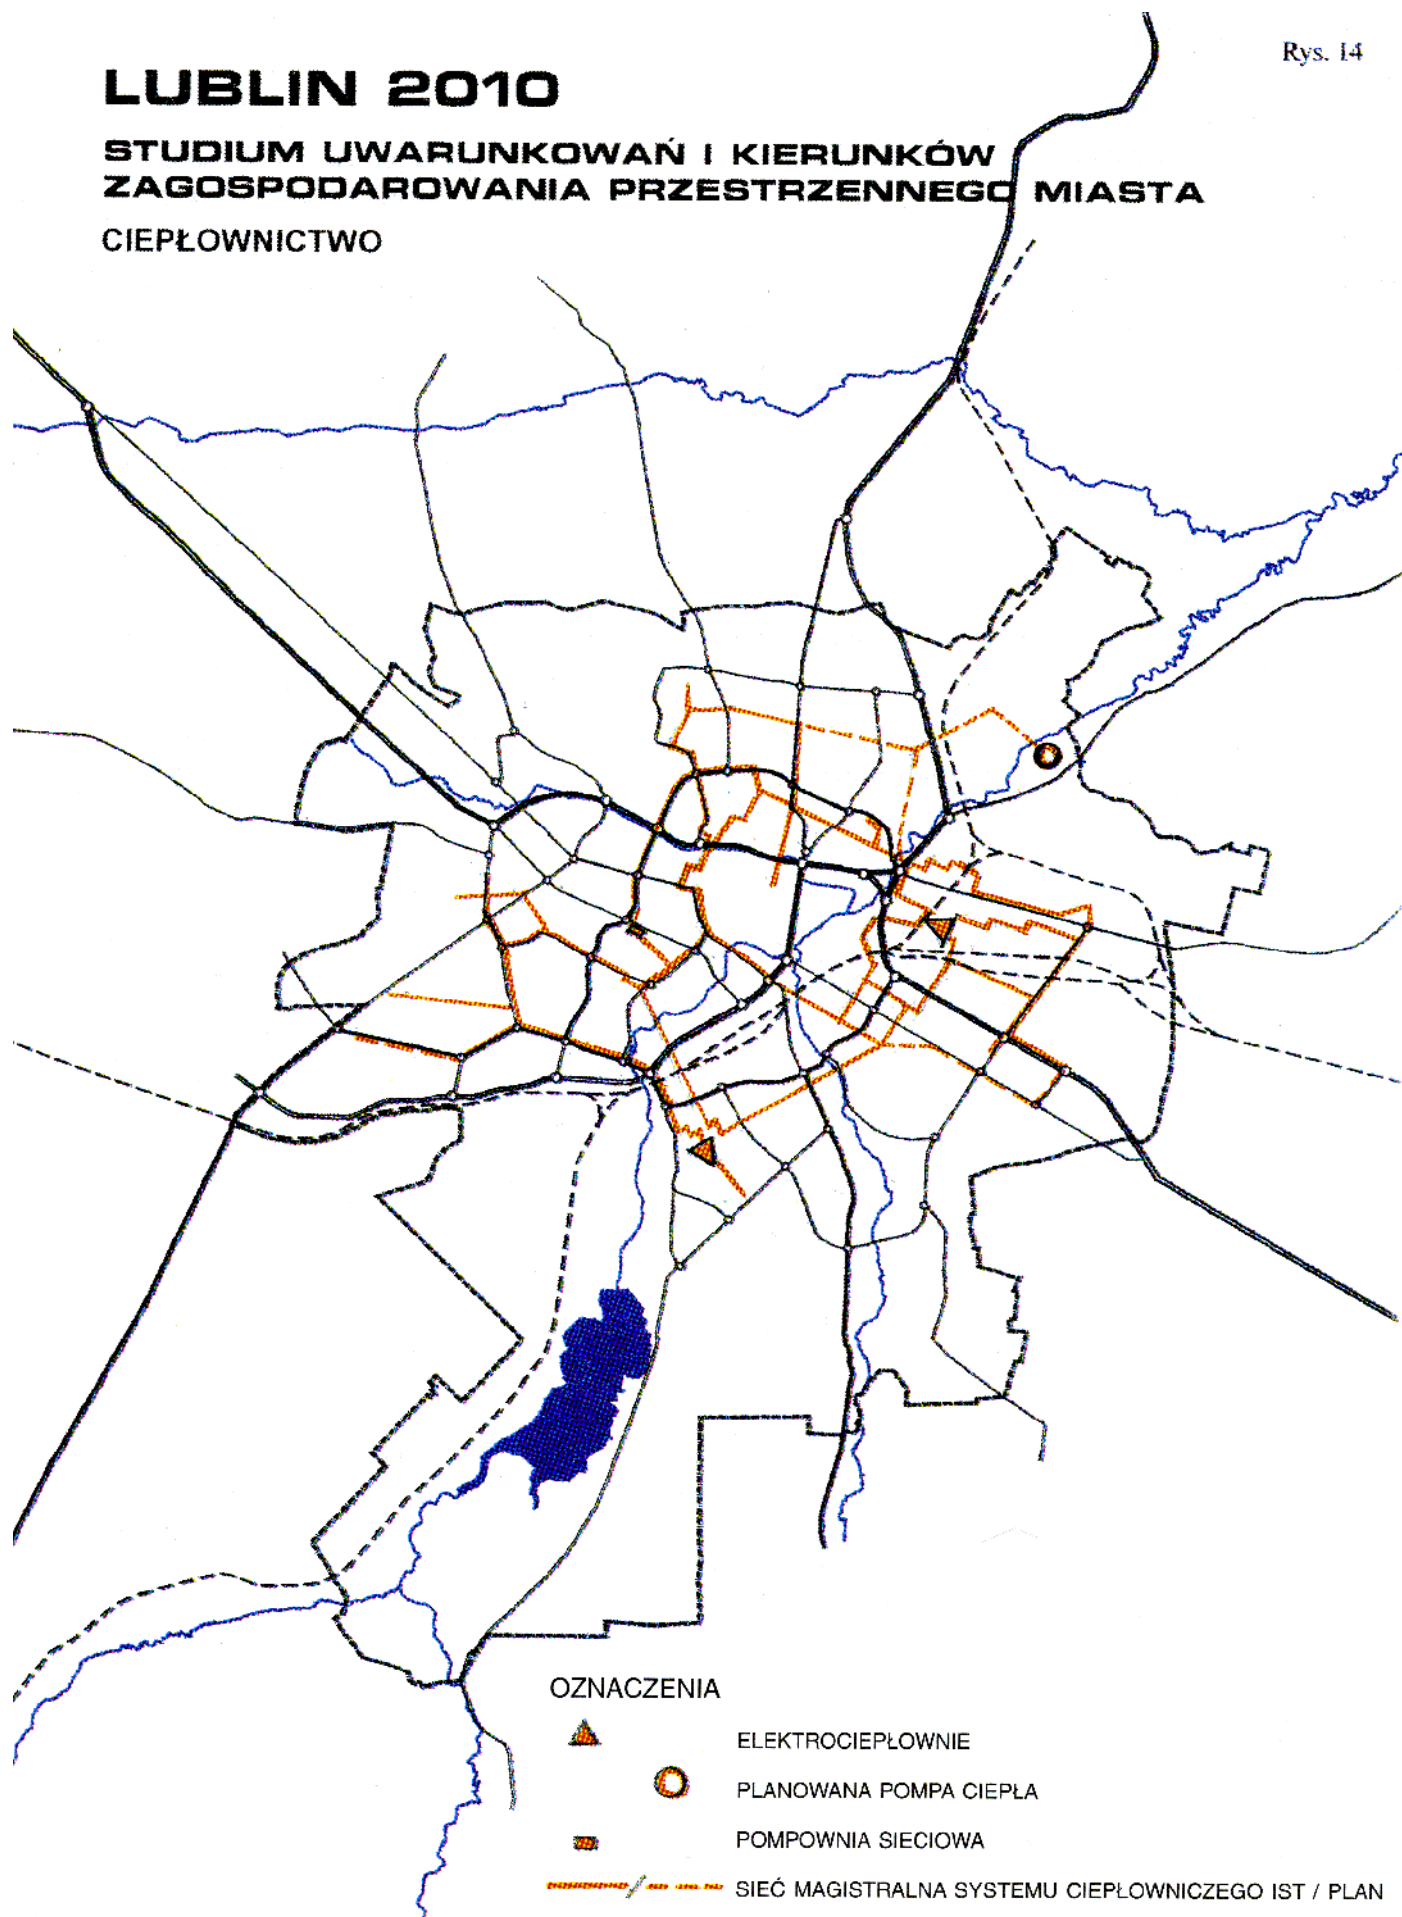 Rys. 14
LUBLIN 2010
STUDIUM UWARUNKOWAŃ I KIERUNKÓW
ZAGOSPODAROWANIA PRZESTRZENNEGO MIASTA
CIEPŁOWNICTWO
OZNACZENIA
ELEKTROCIEPŁOWNIE
PLANOWANA POMPA CIEPŁA
POMPOWNIA SIECIOWA
SIEĆ MAGISTRALNA SYSTEMU CIEPŁOWNICZEGO IST / PLAN